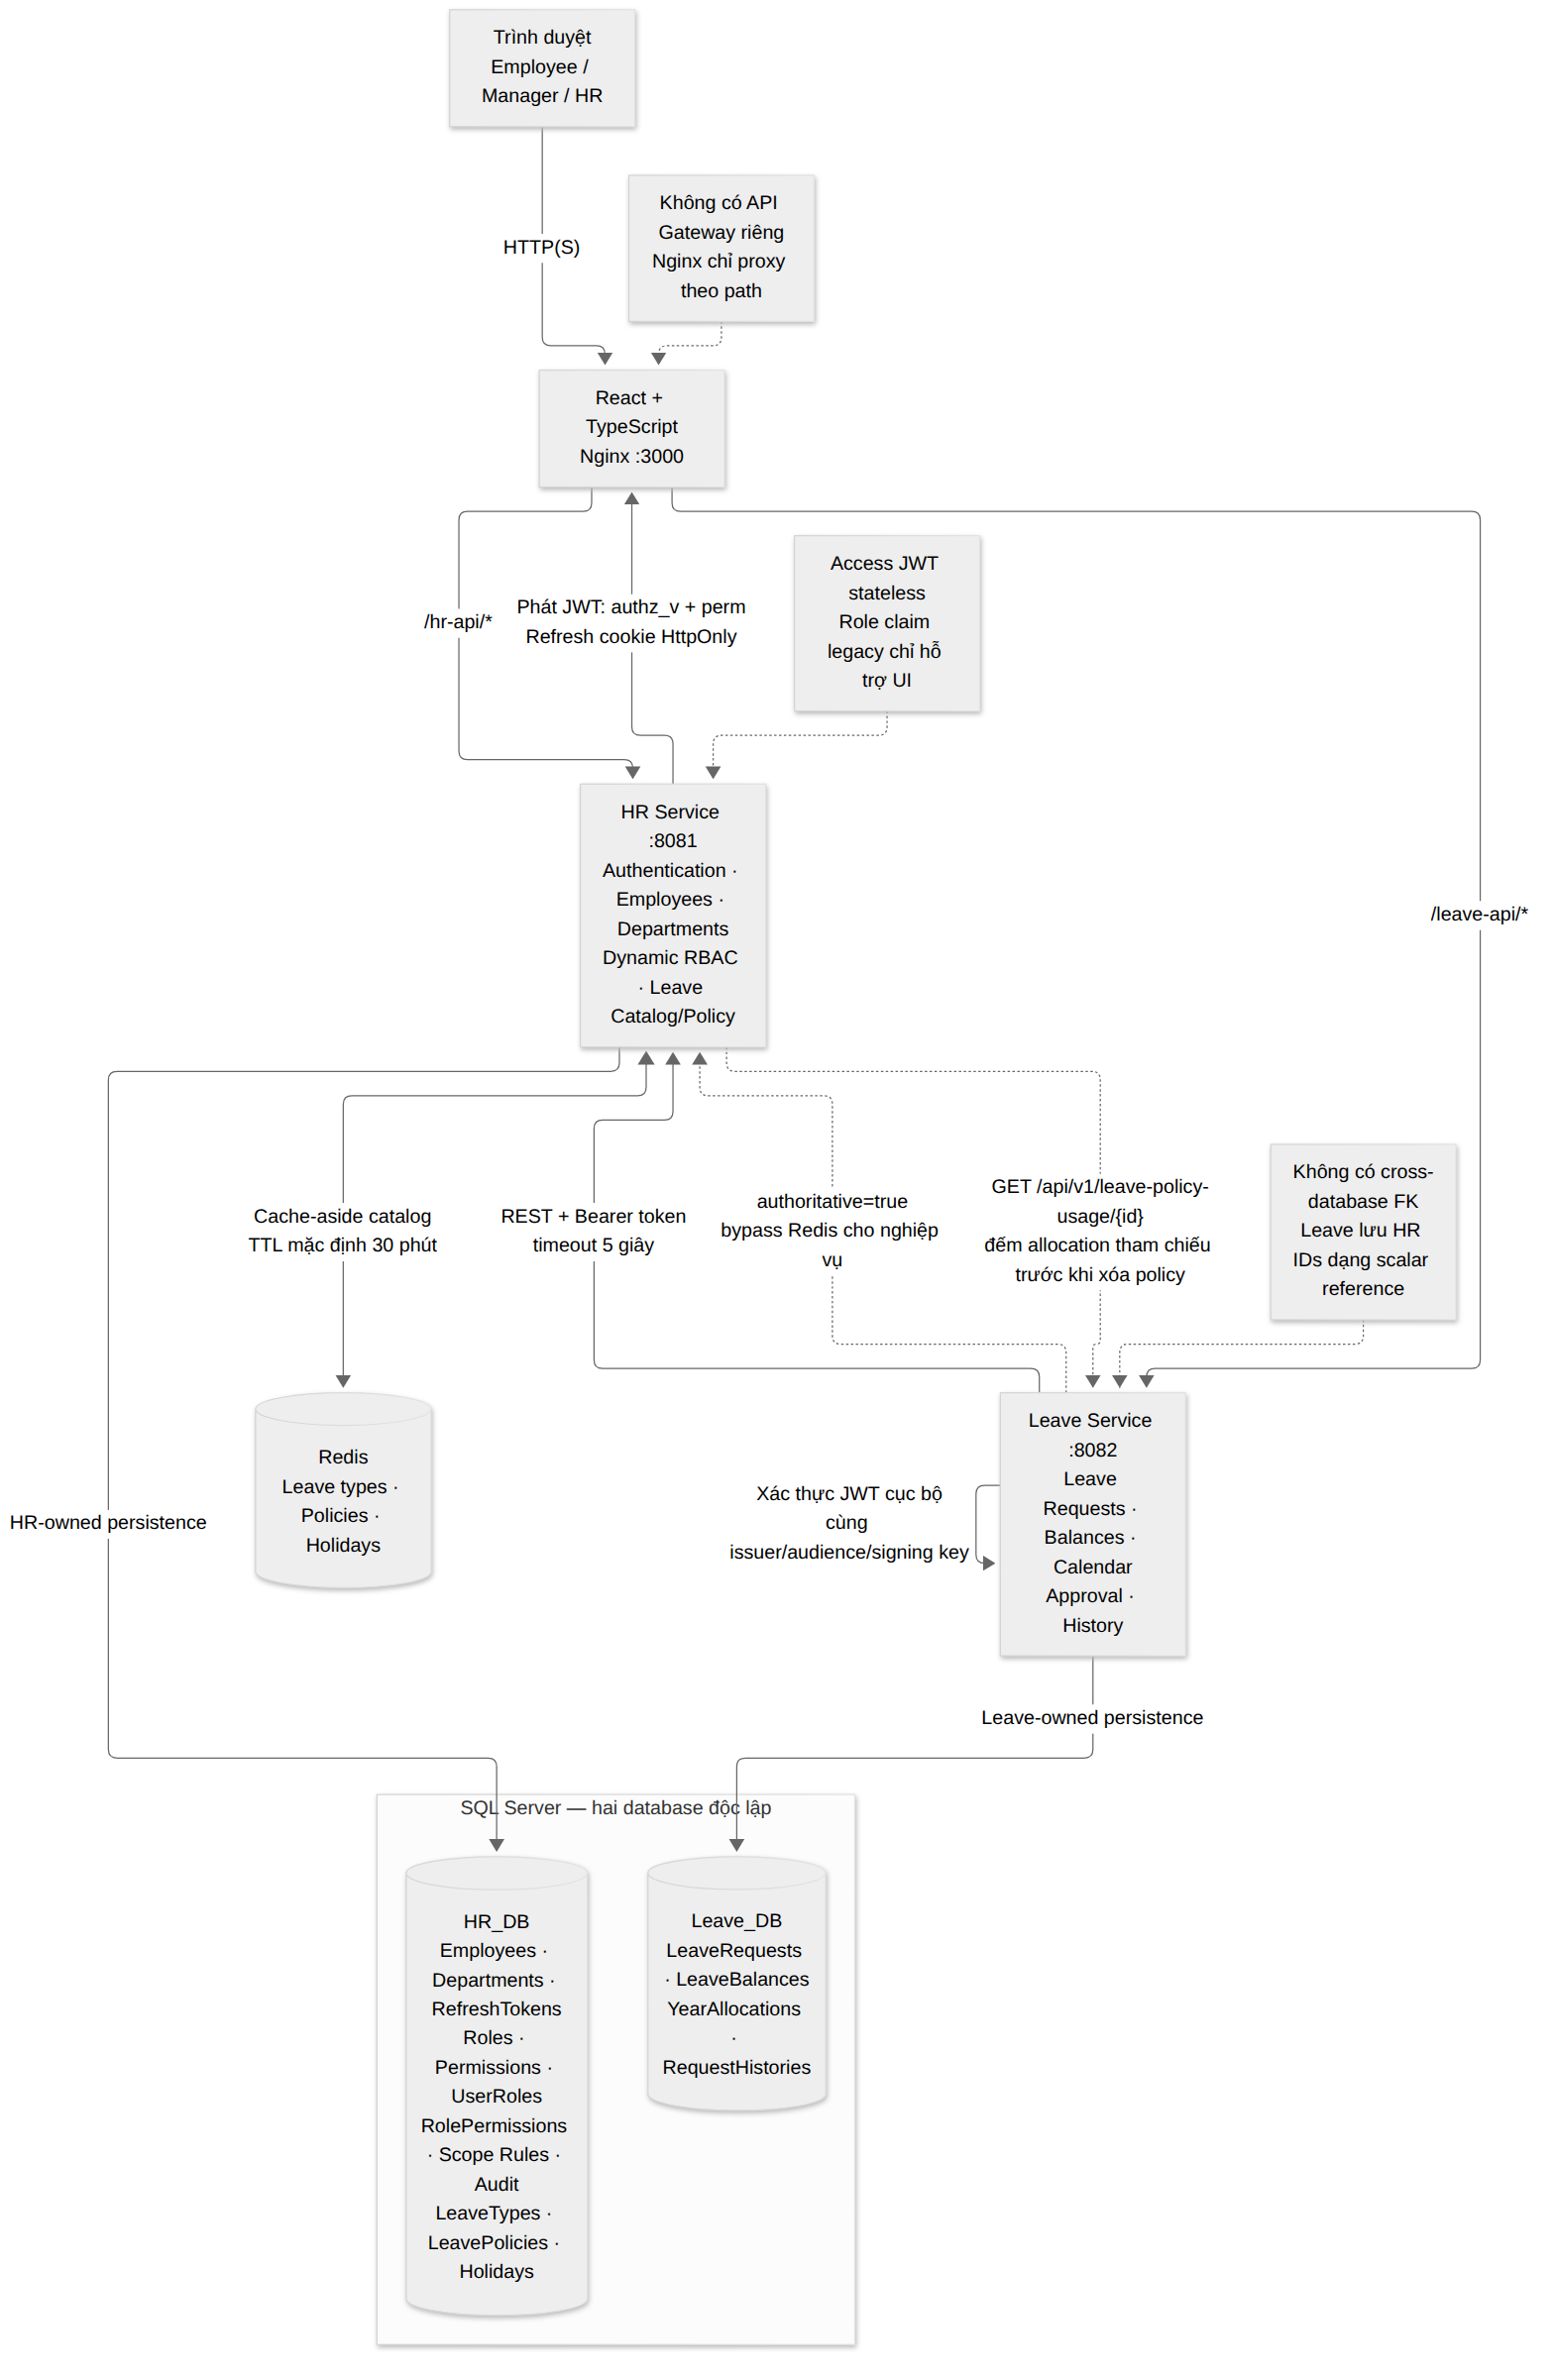 Trình duyệt
Employee /
Manager / HR
HTTP(S)
Không có API
Gateway riêng
Nginx chỉ proxy
theo path
React +
TypeScript
Nginx :3000
/hr-api/*
Phát JWT: authz_v + perm
Refresh cookie HttpOnly
Access JWT
stateless
Role claim
legacy chỉ hỗ
trợ UI
HR Service
:8081
Authentication ·
Employees ·
Departments
Dynamic RBAC
· Leave
Catalog/Policy
/leave-api/*
Cache-aside catalog
TTL mặc định 30 phút
REST + Bearer token
timeout 5 giây
authoritative=true
bypass Redis cho nghiệp
vụ
GET /api/v1/leave-policy-
usage/{id}
đếm allocation tham chiếu
trước khi xóa policy
Không có cross-
database FK
Leave lưu HR
IDs dạng scalar
reference
Redis
Leave types ·
Policies ·
Holidays
HR-owned persistence
Xác thực JWT cục bộ
cùng
issuer/audience/signing key
Leave Service
:8082
Leave
Requests ·
Balances ·
Calendar
Approval ·
History
Leave-owned persistence
SQL Server — hai database độc lập
HR_DB
Employees ·
Departments ·
RefreshTokens
Roles ·
Permissions ·
UserRoles
RolePermissions
· Scope Rules ·
Audit
LeaveTypes ·
LeavePolicies ·
Holidays
Leave_DB
LeaveRequests
· LeaveBalances
YearAllocations
·
RequestHistories